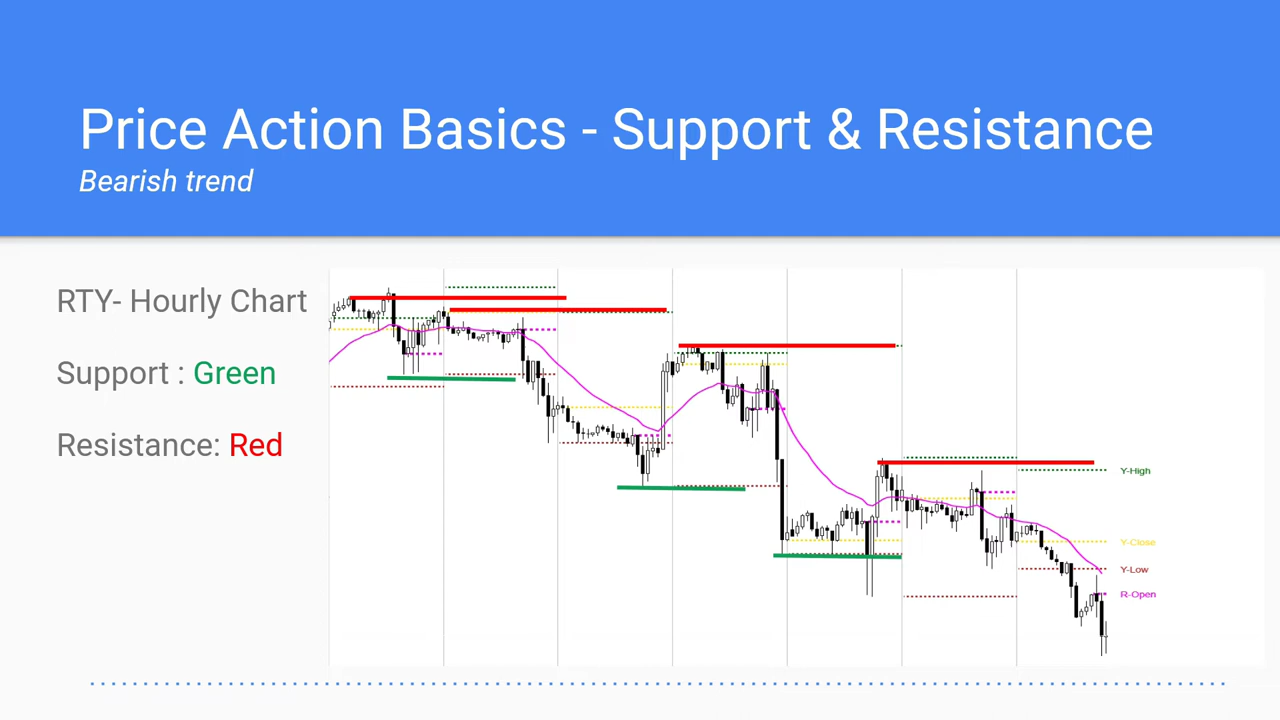 Price Action Basics - Support & Resistance
Bearish trend
RTY- Hourly Chart
Support : Green
Resistance: Red
Y-High
Y-Close
Y-Low
R-Open